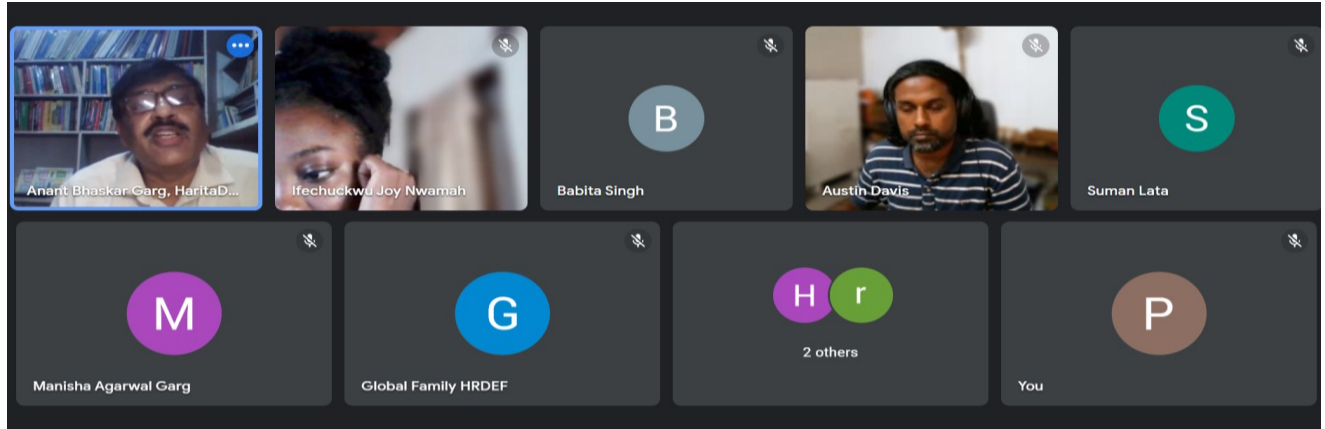 Anant Bhaskar Garg, HaritaD...
Ifechuckwu Joy Nwamah
B
Babita Singh
Austin Davis
S
Suman Lata
M
Manisha Agarwal Garg
G
Global Family HRDEF
H r
2 others
P
You